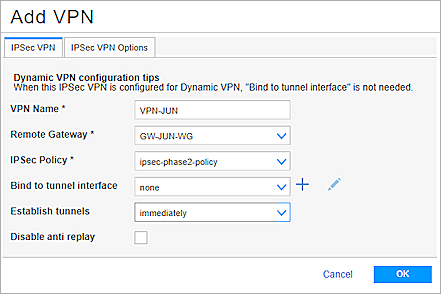 Add VPN
IPSec VPN
IPSec VPN Options
Dynamic VPN configuration tips
When this IPSec VPN is configured for Dynamic VPN, "Bind to tunnel interface" is not needed.
VPN Name * VPN-JUN
Remote Gateway * GW-JUN-WG
IPSec Policy * ipsec-phase2-policy
Bind to tunnel interface none
Establish tunnels immediately
Disable anti replay
Cancel OK